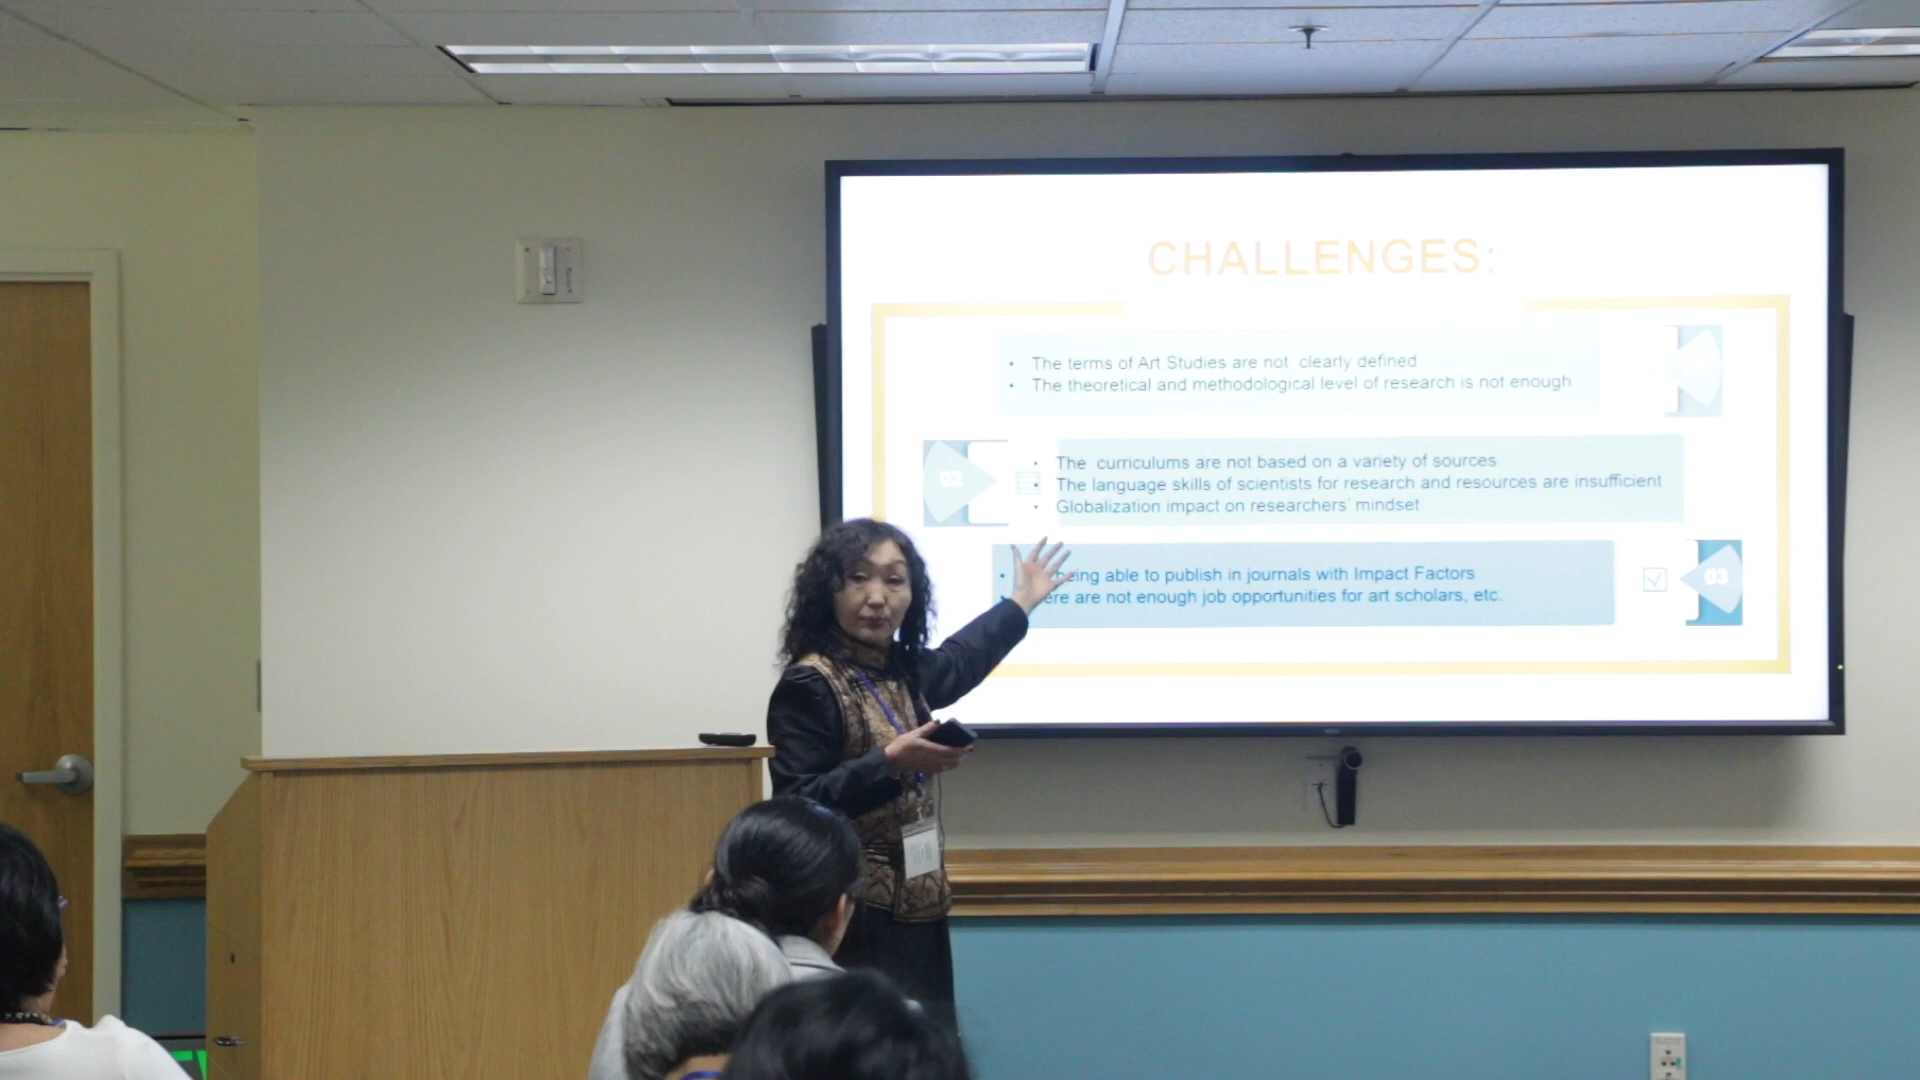 CHALLENGES:
• The terms of Art Studies are not clearly defined
• The theoretical and methodological level of research is not enough
02
• The curriculums are not based on a variety of sources
• The language skills of scientists for research and resources are insufficient
• Globalization impact on researchers' mindset
• being able to publish in journals with Impact Factors
are not enough job opportunities for art scholars, etc.
03